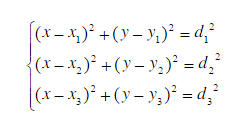 (x − x₁)² + (y − y₁)² = d₁²
(x − x₂)² + (y − y₂)² = d₂²
(x − x₃)² + (y − y₃)² = d₃²